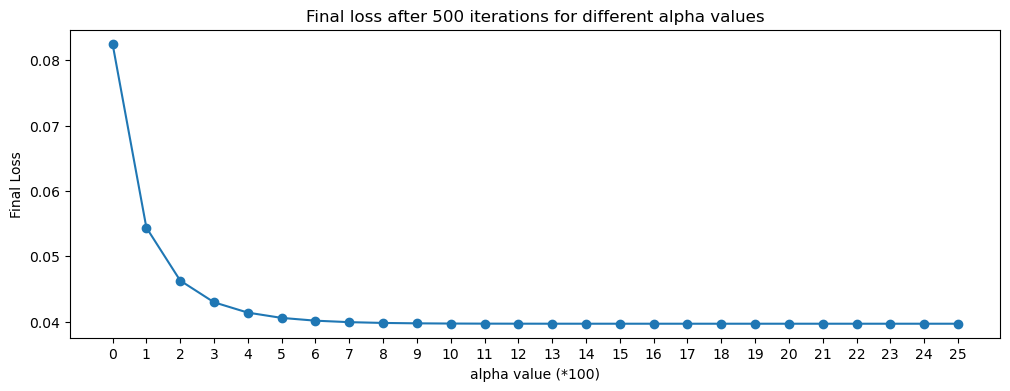 Final loss after 500 iterations for different alpha values
Final Loss
0.08
0.07
0.06
0.05
0.04
0 1 2 3 4 5 6 7 8 9 10 11 12 13 14 15 16 17 18 19 20 21 22 23 24 25
alpha value (*100)